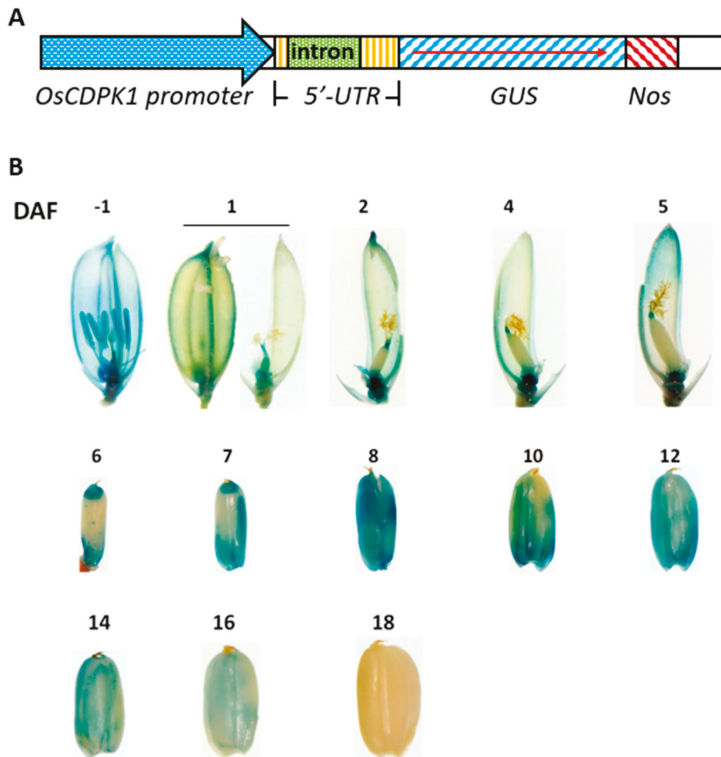 A
intron
OsCDPK1 promoter 5’-UTR GUS Nos
B
DAF -1 1 2 4 5
6 7 8 10 12
14 16 18